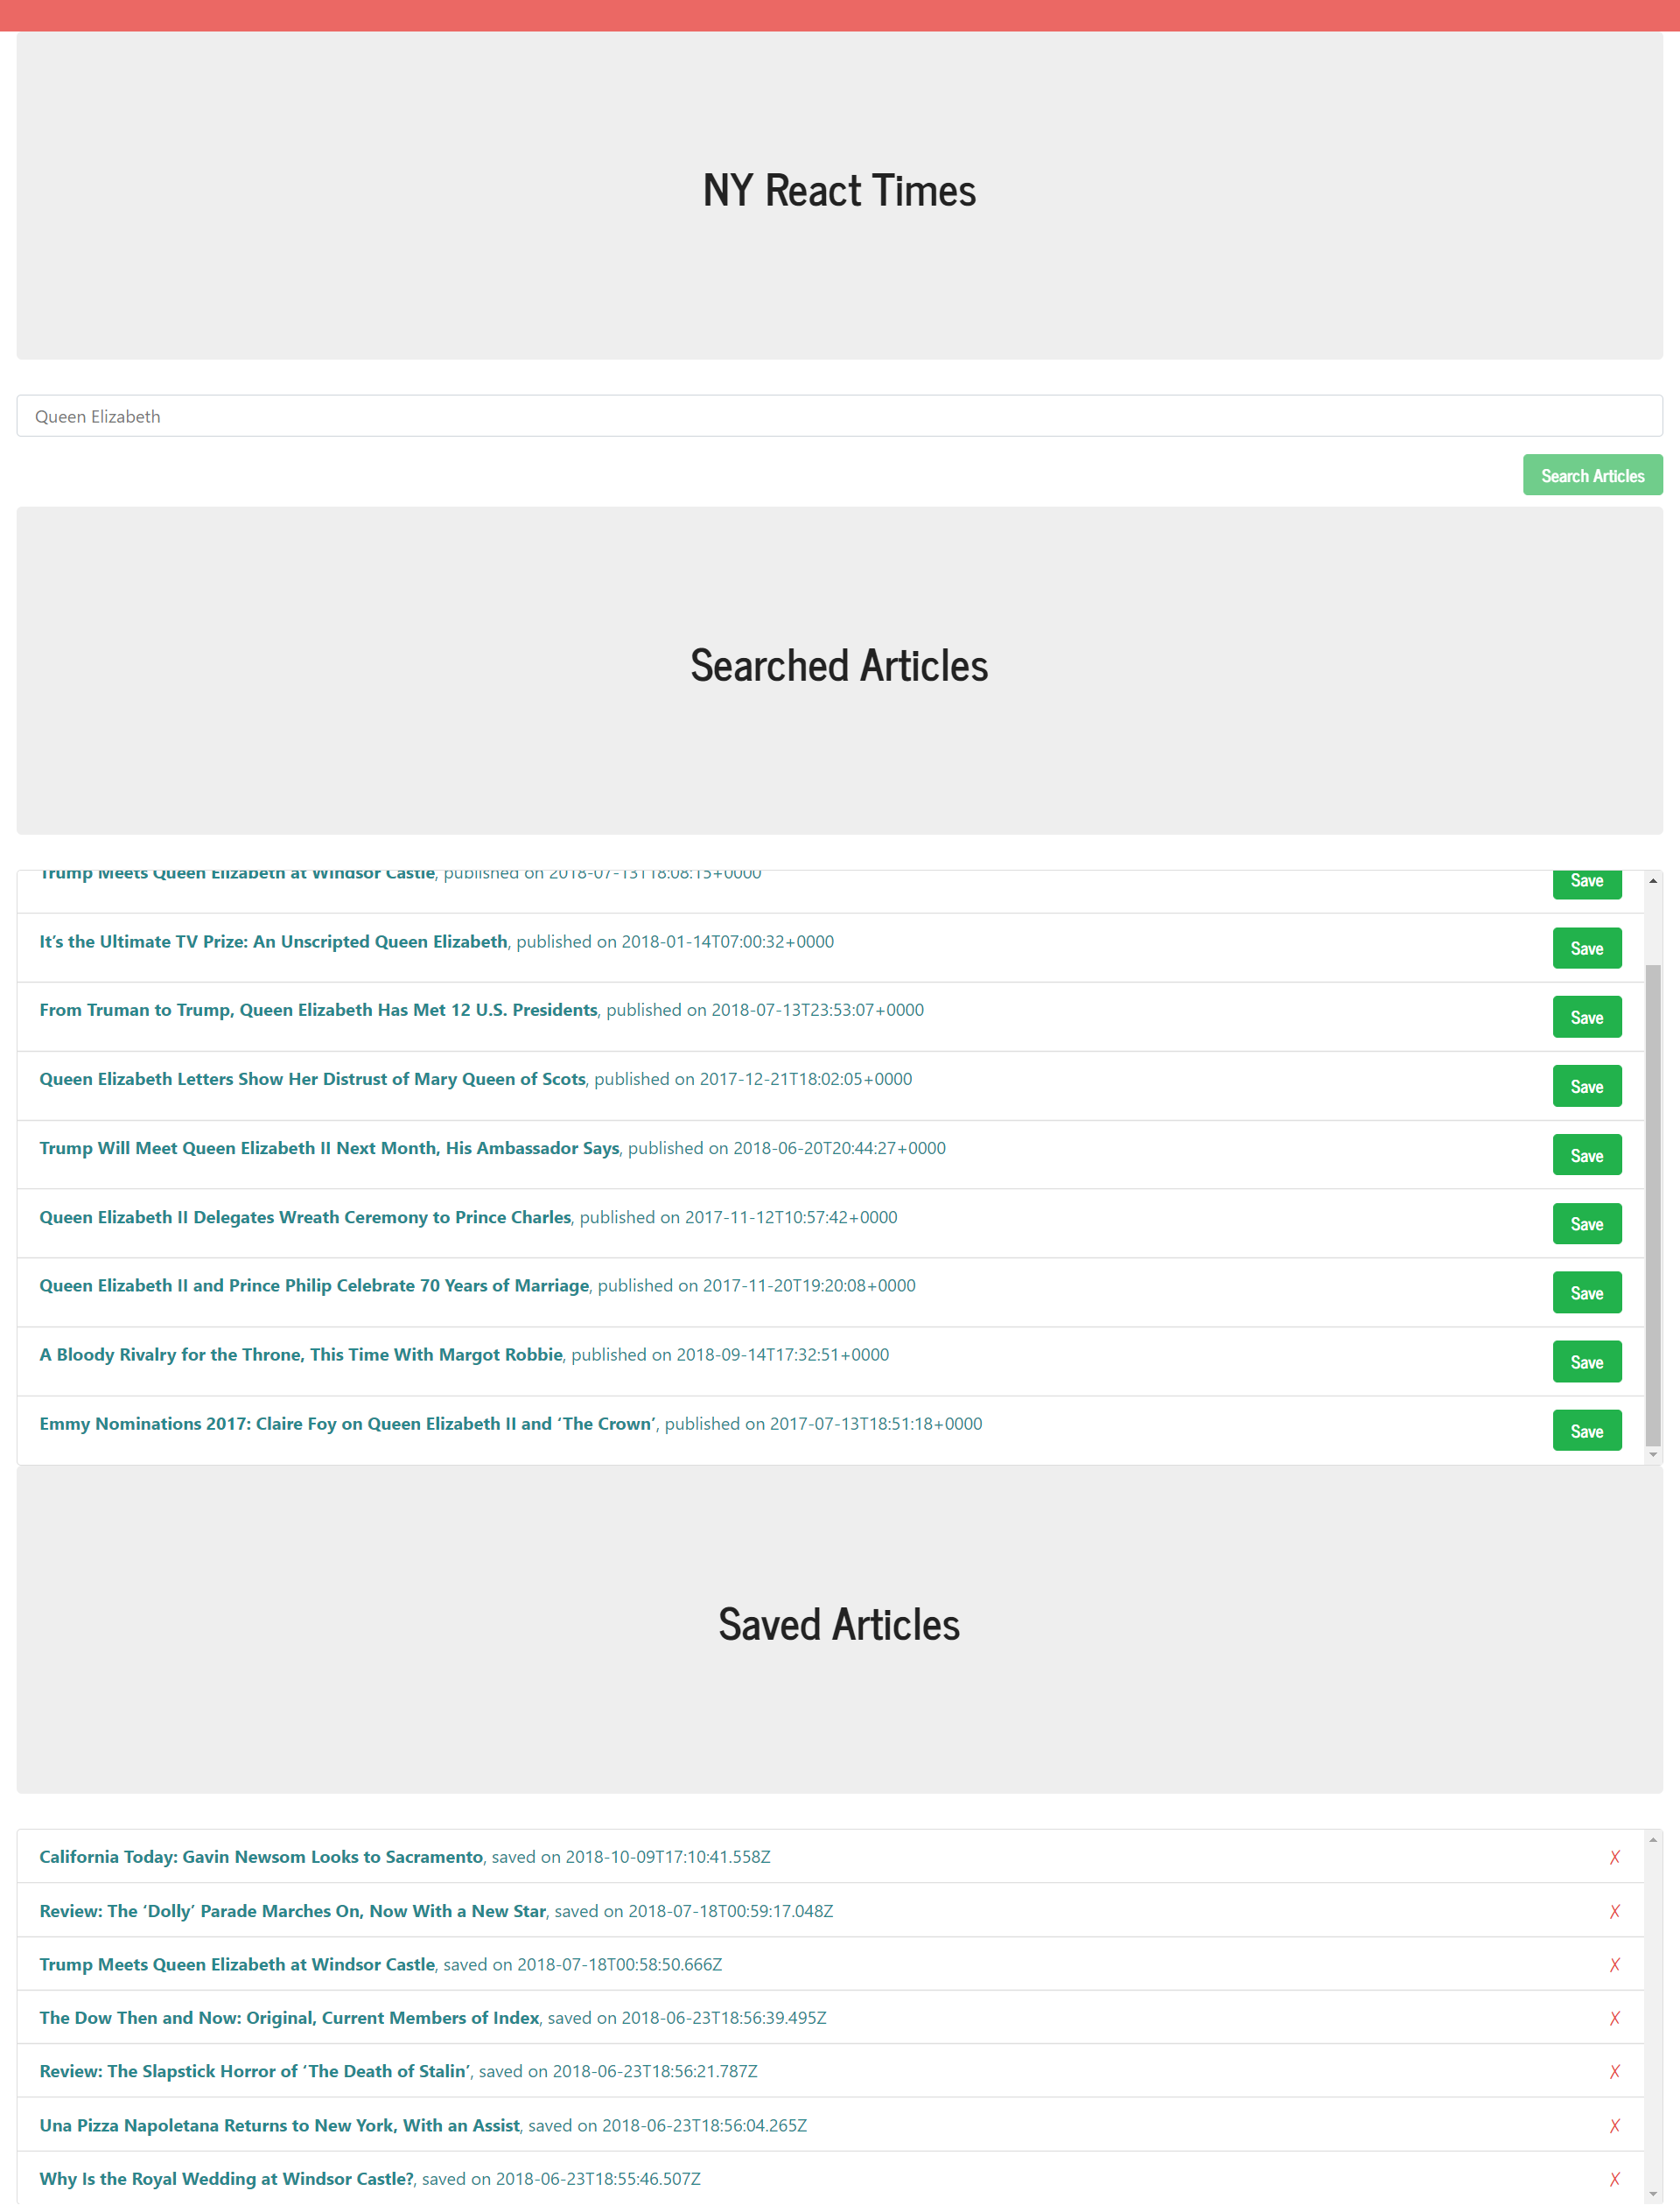 NY React Times
Queen Elizabeth
Search Articles
Searched Articles
Trump Meets Queen Elizabeth at Windsor Castle, published on 2018-07-13T18:08:15+0000 Save
It’s the Ultimate TV Prize: An Unscripted Queen Elizabeth, published on 2018-01-14T07:00:32+0000 Save
From Truman to Trump, Queen Elizabeth Has Met 12 U.S. Presidents, published on 2018-07-13T23:53:07+0000 Save
Queen Elizabeth Letters Show Her Distrust of Mary Queen of Scots, published on 2017-12-21T18:02:05+0000 Save
Trump Will Meet Queen Elizabeth II Next Month, His Ambassador Says, published on 2018-06-20T20:44:27+0000 Save
Queen Elizabeth II Delegates Wreath Ceremony to Prince Charles, published on 2017-11-12T10:57:42+0000 Save
Queen Elizabeth II and Prince Philip Celebrate 70 Years of Marriage, published on 2017-11-20T19:20:08+0000 Save
A Bloody Rivalry for the Throne, This Time With Margot Robbie, published on 2018-09-14T17:32:51+0000 Save
Emmy Nominations 2017: Claire Foy on Queen Elizabeth II and ‘The Crown’, published on 2017-07-13T18:51:18+0000 Save
Saved Articles
California Today: Gavin Newsom Looks to Sacramento, saved on 2018-10-09T17:10:41.558Z ✗
Review: The ‘Dolly’ Parade Marches On, Now With a New Star, saved on 2018-07-18T00:59:17.048Z ✗
Trump Meets Queen Elizabeth at Windsor Castle, saved on 2018-07-18T00:58:50.666Z ✗
The Dow Then and Now: Original, Current Members of Index, saved on 2018-06-23T18:56:39.495Z ✗
Review: The Slapstick Horror of ‘The Death of Stalin’, saved on 2018-06-23T18:56:21.787Z ✗
Una Pizza Napoletana Returns to New York, With an Assist, saved on 2018-06-23T18:56:04.265Z ✗
Why Is the Royal Wedding at Windsor Castle?, saved on 2018-06-23T18:55:46.507Z ✗